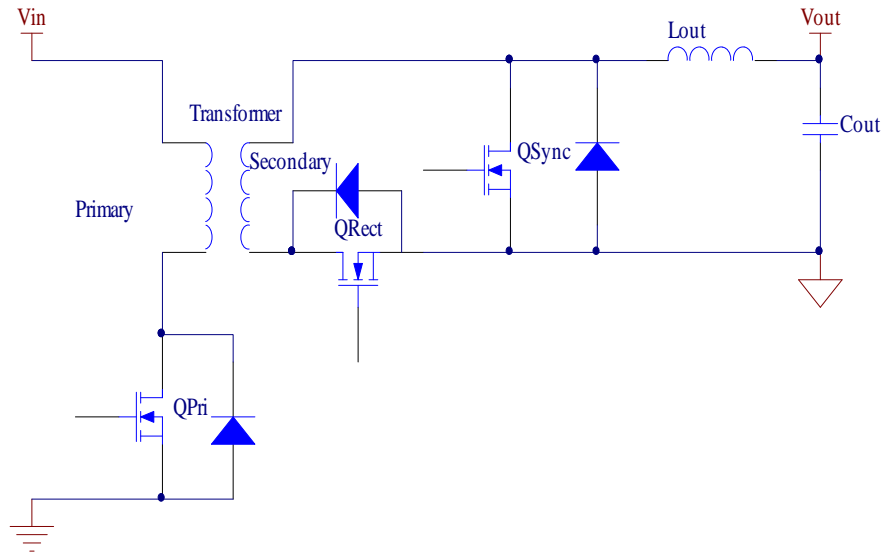 Vin
Vout
Lout
Transformer
Cout
QSync
Secondary
Primary
QRect
QPri